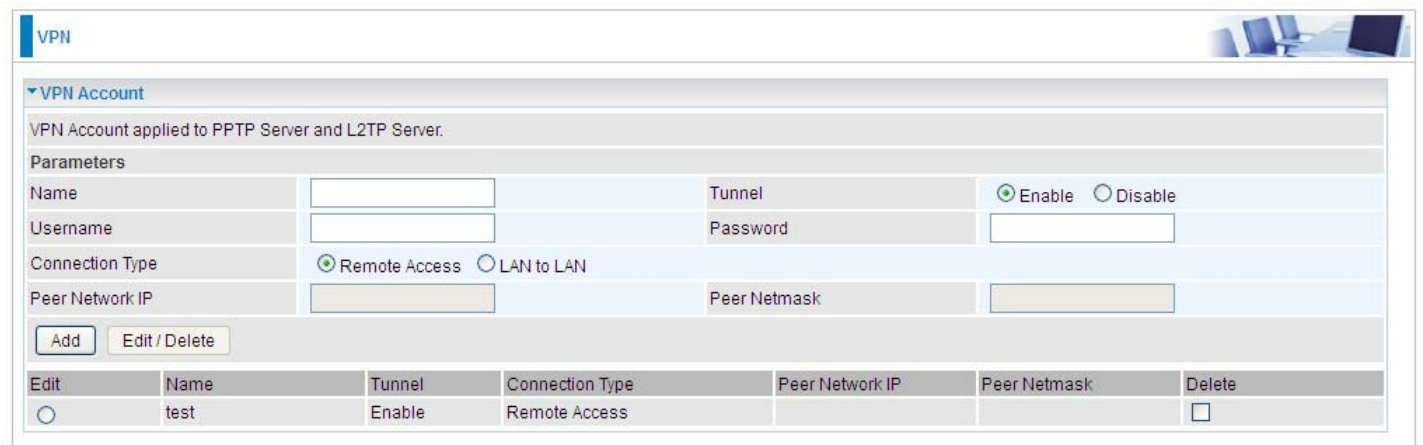 VPN
VPN Account
VPN Account applied to PPTP Server and L2TP Server.
Parameters
Name Tunnel Enable Disable
Username Password
Connection Type Remote Access LAN to LAN
Peer Network IP Peer Netmask
Add Edit / Delete
Edit Name Tunnel Connection Type Peer Network IP Peer Netmask Delete
test Enable Remote Access